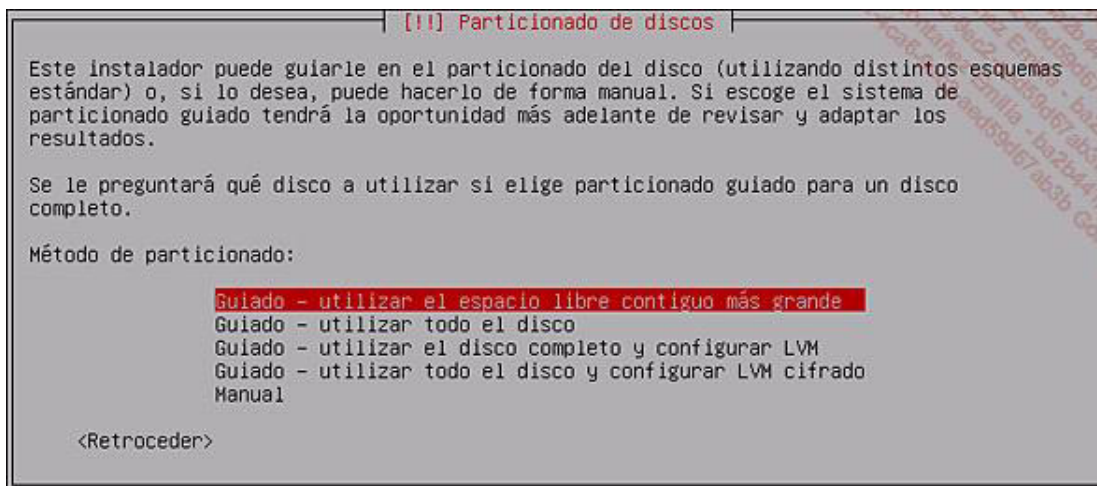 [!!] Particionado de discos
Este instalador puede guiarle en el particionado del disco (utilizando distintos esquemas
estándar) o, si lo desea, puede hacerlo de forma manual. Si escoge el sistema de
particionado guiado tendrá la oportunidad más adelante de revisar y adaptar los
resultados.
Se le preguntará qué disco a utilizar si elige particionado guiado para un disco
completo.
Método de particionado:
Guiado - utilizar el espacio libre contiguo más grande
Guiado - utilizar todo el disco
Guiado - utilizar el disco completo y configurar LVM
Guiado - utilizar todo el disco y configurar LVM cifrado
Manual
<Retroceder>